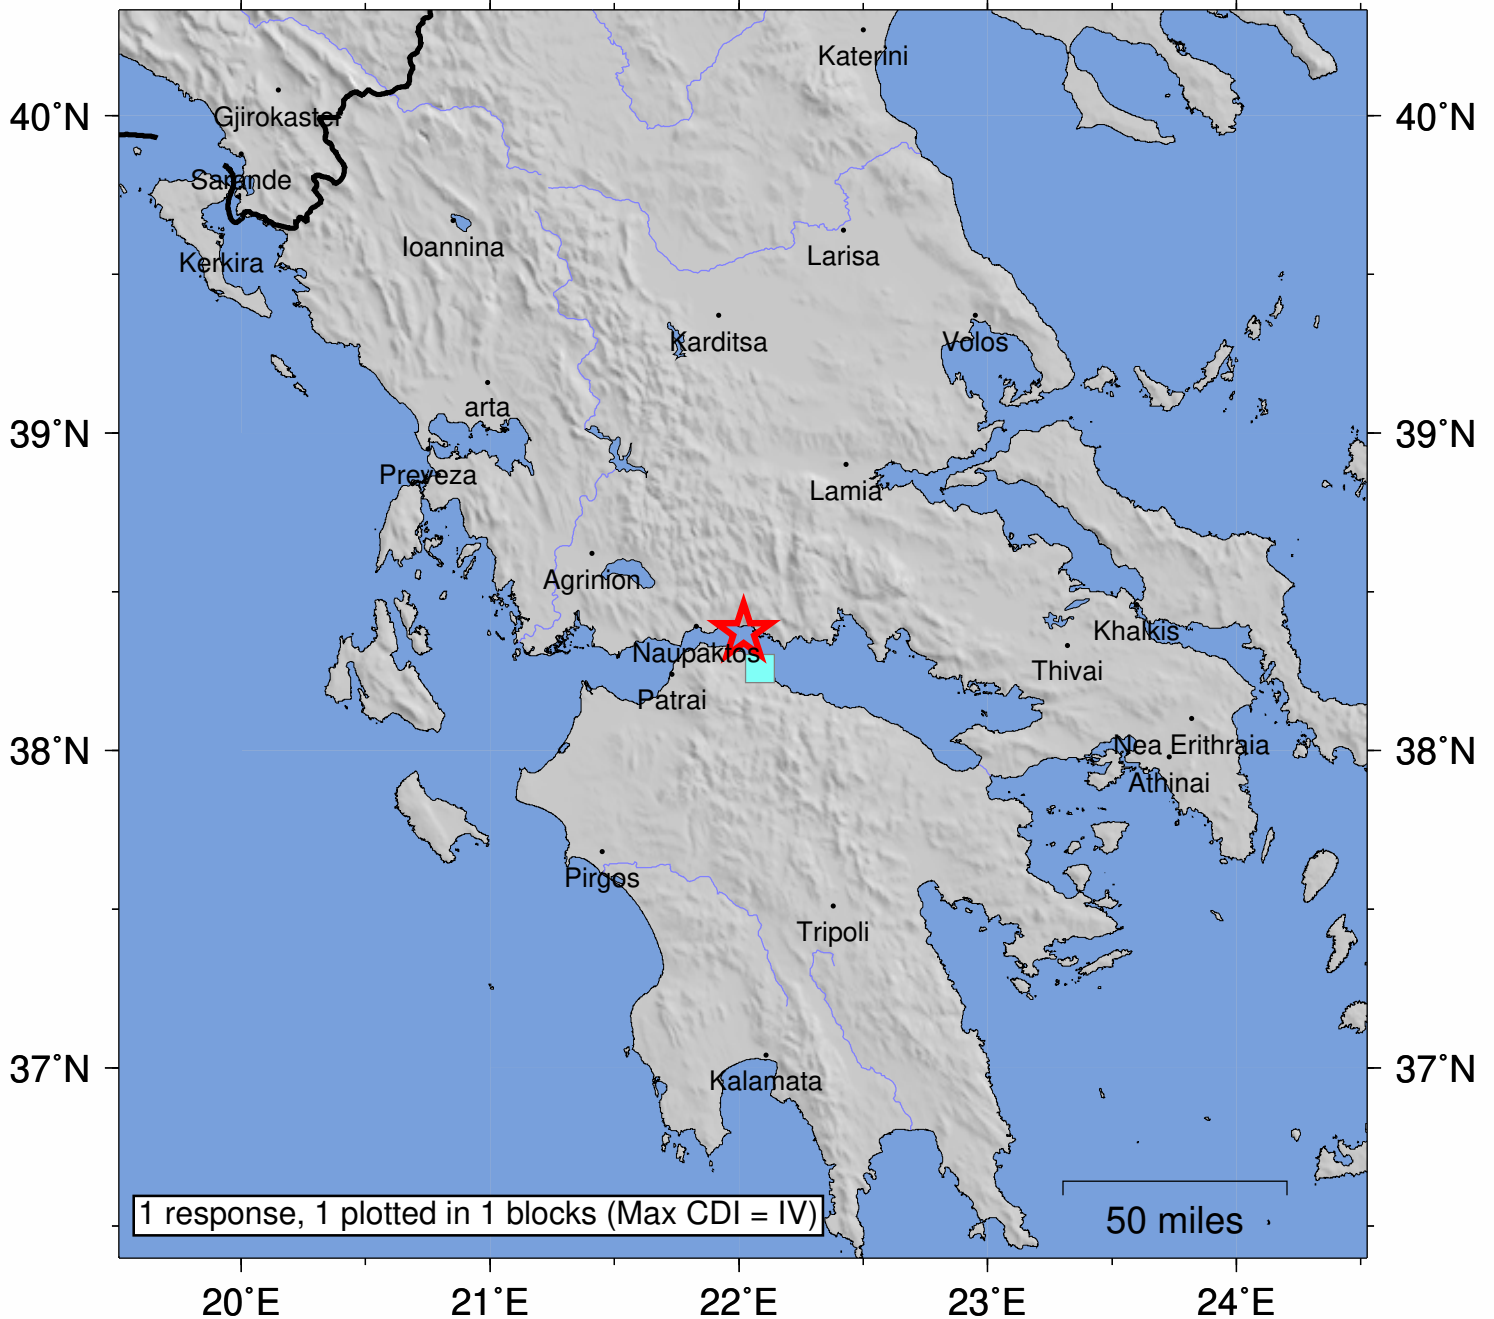 Katerini
40˚N
Gjirokaster
40˚N
Sarande
Ioannina
Larisa
Kerkira
Karditsa
Volos
arta
39˚N
39˚N
Preveza
Lamia
Agrinion
Khalkis
Naupaktos
Thivai
Patrai
38˚N
Nea Erithraia
38˚N
Athinai
Pirgos
Tripoli
37˚N
37˚N
Kalamata
1 response, 1 plotted in 1 blocks (Max CDI = IV)
50 miles
20˚E
21˚E
22˚E
23˚E
24˚E